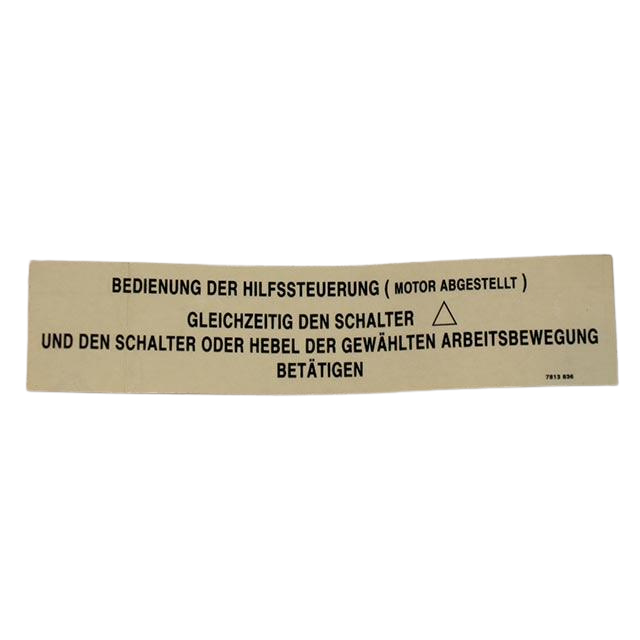 BEDIENUNG DER HILFSSTEUERUNG ( MOTOR ABGESTELLT )
GLEICHZEITIG DEN SCHALTER △
UND DEN SCHALTER ODER HEBEL DER GEWÄHLTEN ARBEITSBEWEGUNG
BETÄTIGEN
7813 836